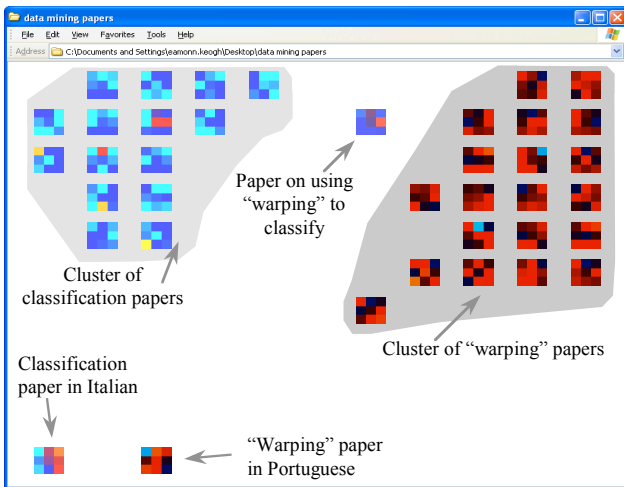 data mining papers
File Edit View Favorites Tools Help
Address C:\Documents and Settings\eamonn.keogh\Desktop\data mining papers
Paper on using
“warping” to
classify
Cluster of
classification papers
Cluster of “warping” papers
Classification
paper in Italian
“Warping” paper
in Portuguese